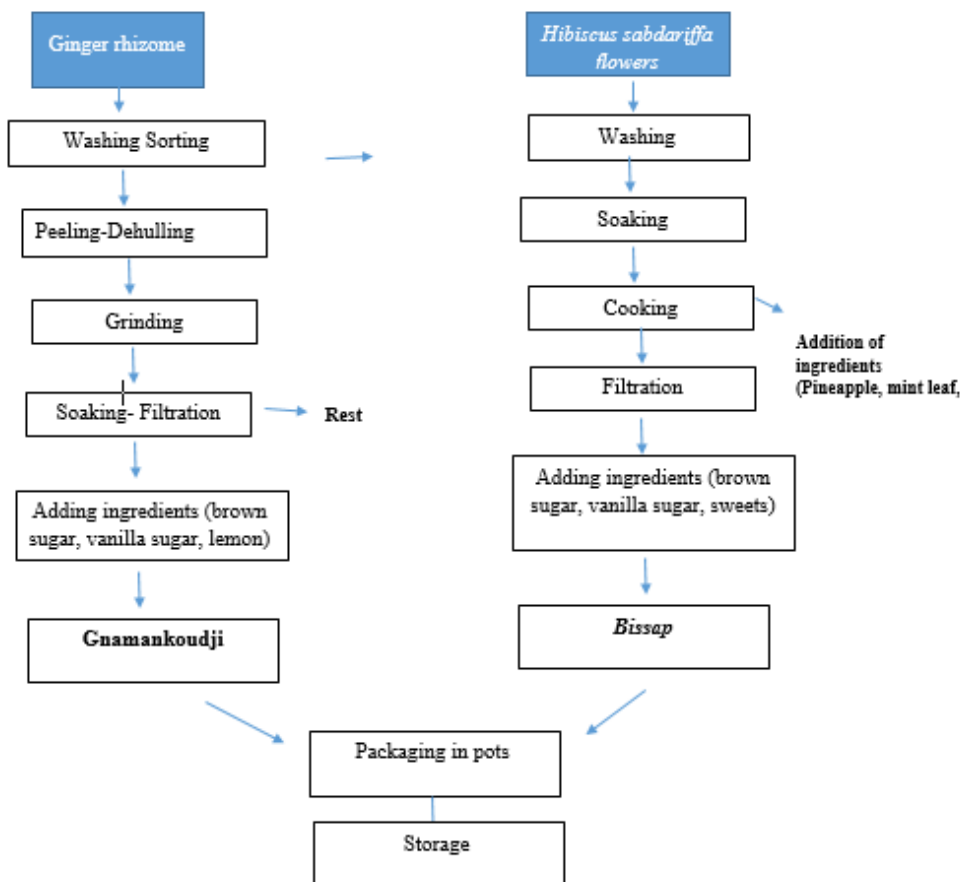 Ginger rhizome
Washing Sorting
Peeling-Dehulling
Grinding
Soaking- Filtration
Rest
Adding ingredients (brown
sugar, vanilla sugar, lemon)
Gnamankoudji
Hibiscus sabdariffa
flowers
Washing
Soaking
Cooking
Addition of
ingredients
(Pineapple, mint leaf,
Filtration
Adding ingredients (brown
sugar, vanilla sugar, sweets)
Bissap
Packaging in pots
Storage